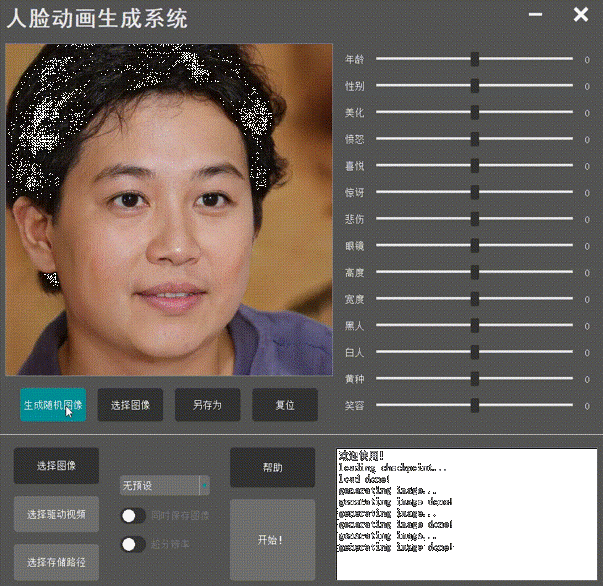 人脸动画生成系统
年龄 0
性别 0
美化 0
愤怒 0
喜悦 0
惊讶 0
悲伤 0
眼镜 0
高度 0
宽度 0
黑人 0
白人 0
黄种 0
笑容 0
生成随机图像 选择图像 另存为 复位
选择图像
选择驱动视频
选择存储路径
无预设
同时保存图像
超分辨率
帮助
开始!
欢迎使用!
loading checkpoint...
load done!
generating image...
generating image done!
generating image...
generating image done!
generating image...
generating image done!